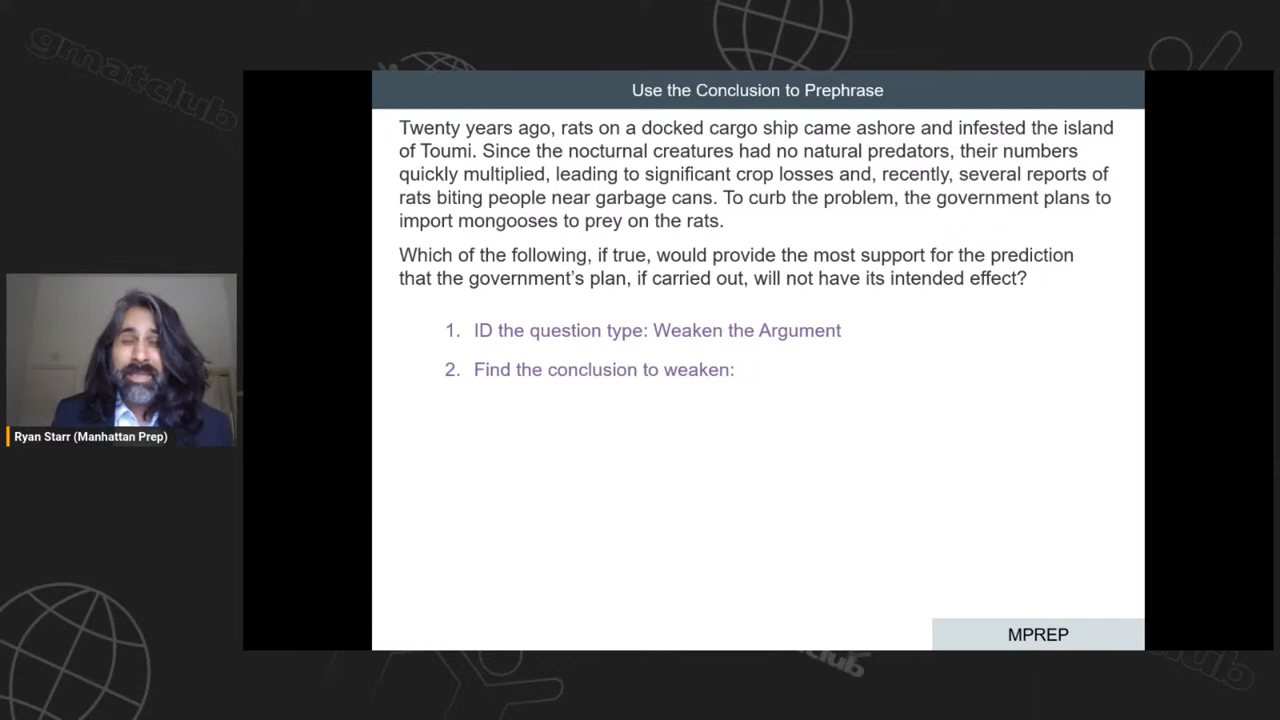 gmatclub
Use the Conclusion to Prephrase
Twenty years ago, rats on a docked cargo ship came ashore and infested the island
of Toumi. Since the nocturnal creatures had no natural predators, their numbers
quickly multiplied, leading to significant crop losses and, recently, several reports of
rats biting people near garbage cans. To curb the problem, the government plans to
import mongooses to prey on the rats.
Which of the following, if true, would provide the most support for the prediction
that the government's plan, if carried out, will not have its intended effect?
1. ID the question type: Weaken the Argument
2. Find the conclusion to weaken:
Ryan Starr (Manhattan Prep)
MPREP
club